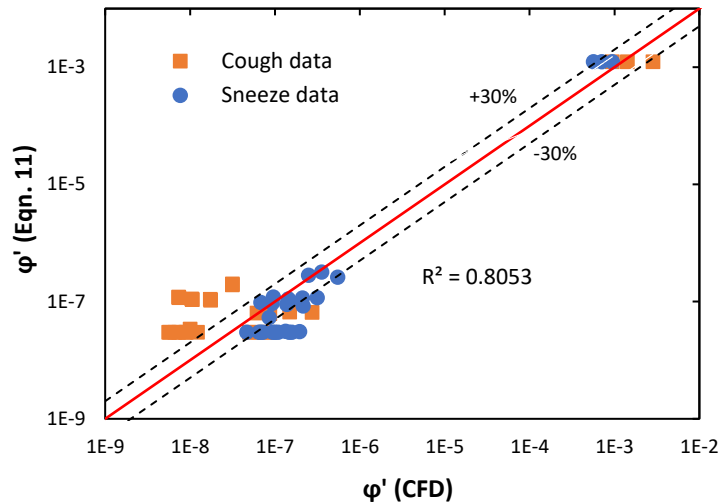 Cough data
Sneeze data
+30%
-30%
R² = 0.8053
φ' (Eqn. 11)
1E-3
1E-5
1E-7
1E-9
1E-9 1E-8 1E-7 1E-6 1E-5 1E-4 1E-3 1E-2
φ' (CFD)